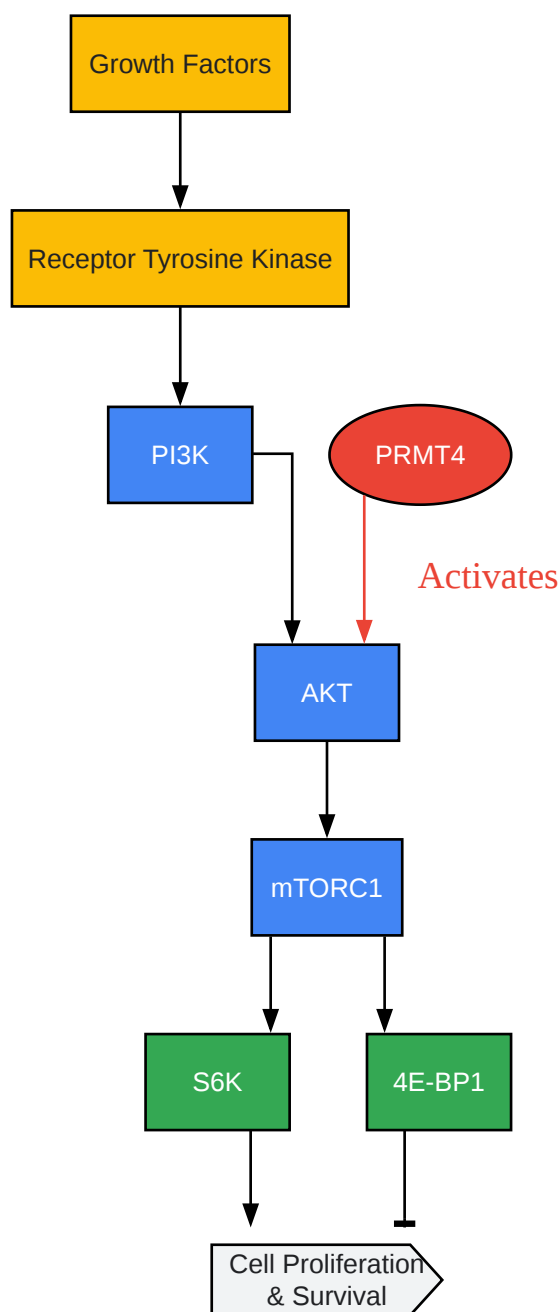 Growth Factors
Receptor Tyrosine Kinase
PI3K
PRMT4
Activates
AKT
mTORC1
S6K
4E-BP1
Cell Proliferation
& Survival